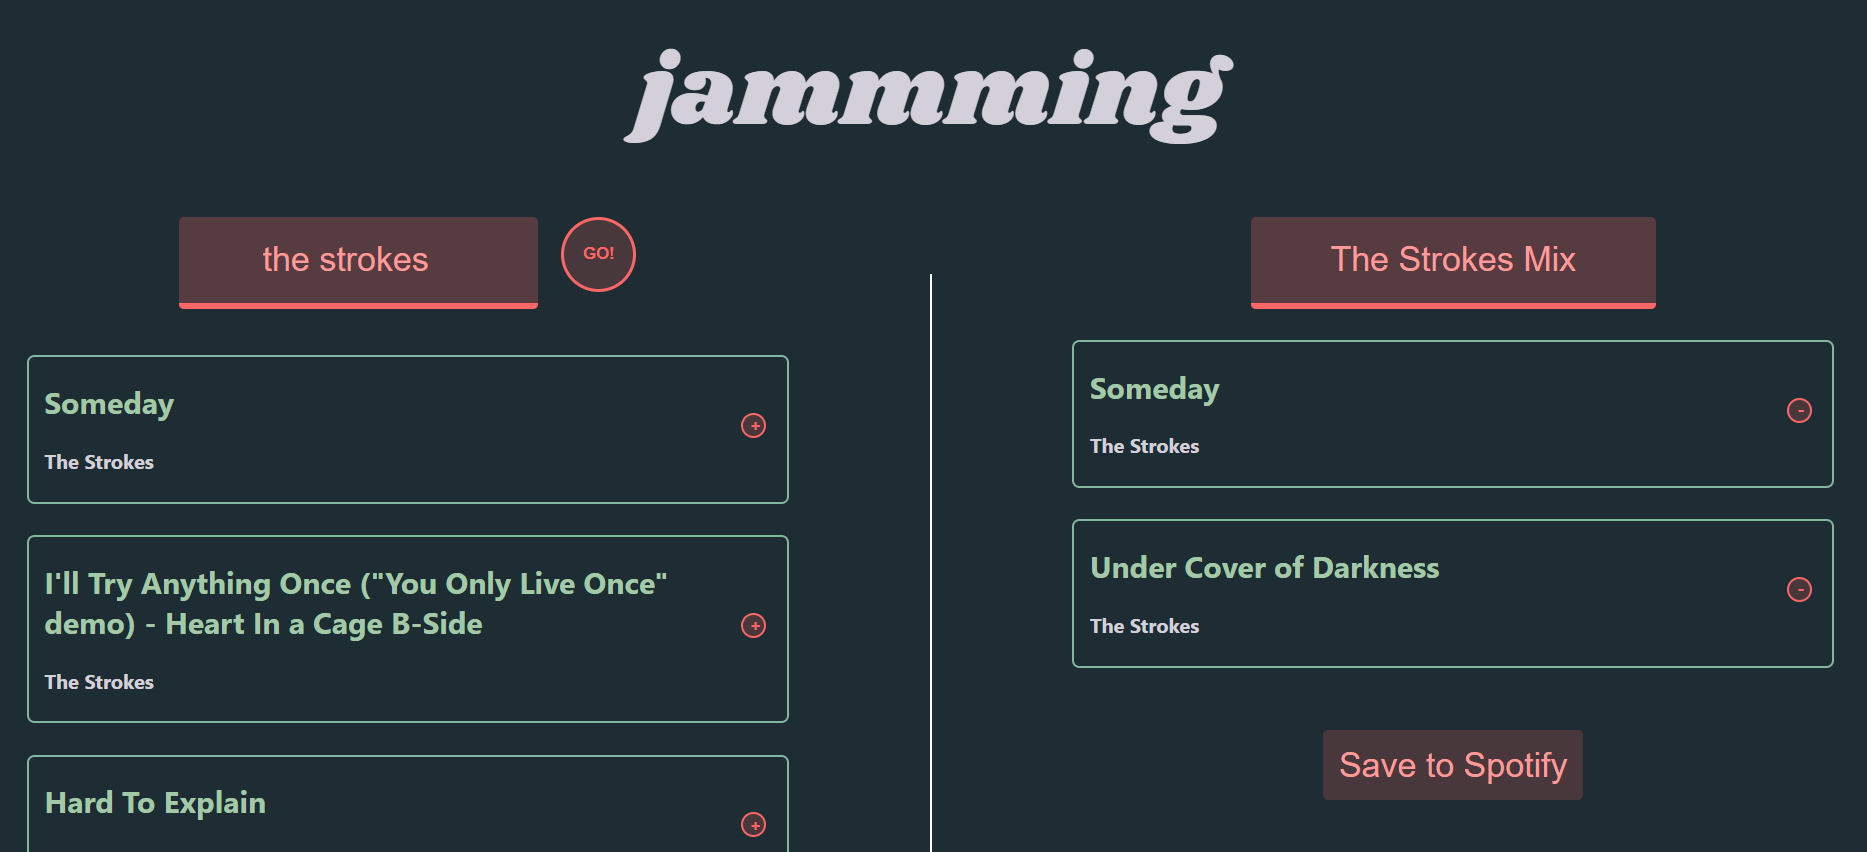 jammming
the strokes
GO!
Someday
+
The Strokes
I'll Try Anything Once ("You Only Live Once"
demo) - Heart In a Cage B-Side
+
The Strokes
Hard To Explain
+
The Strokes Mix
Someday
-
The Strokes
Under Cover of Darkness
-
The Strokes
Save to Spotify